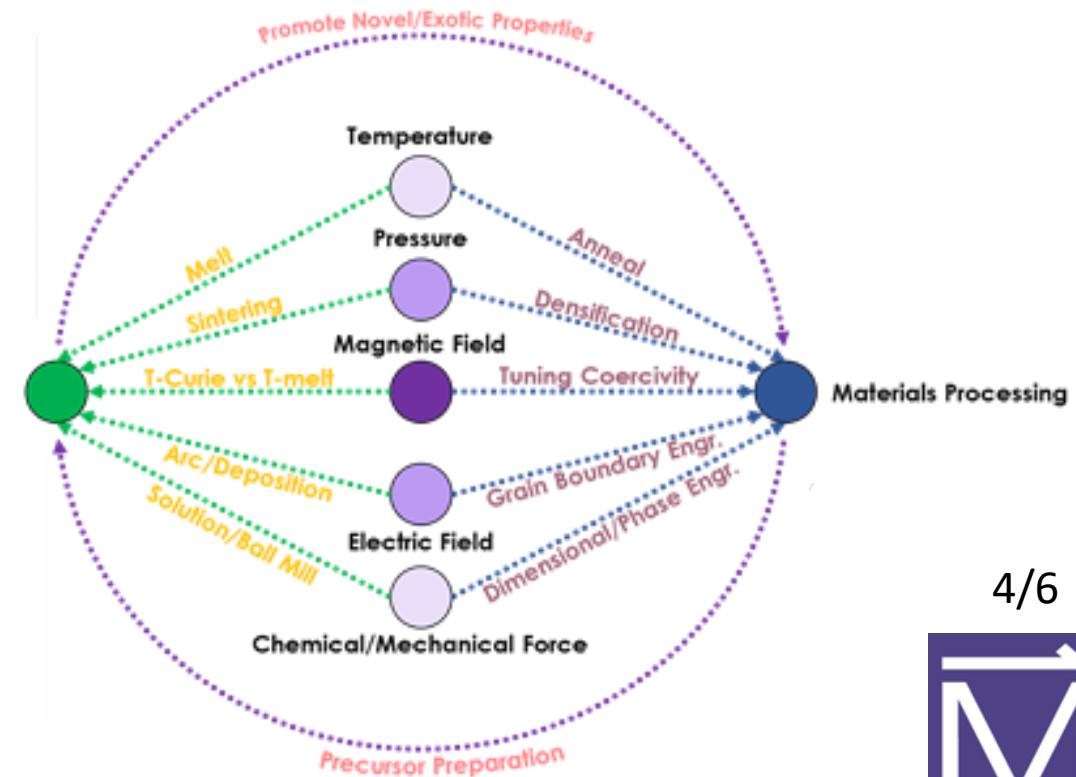 Promote Novel/Exotic Properties
Temperature
Melt
Anneal
Pressure
Sintering
Densification
Magnetic Field
T-Curie vs T-melt
Tuning Coercivity
Materials Processing
Arc/Deposition
Grain Boundary Engr.
Solution/Ball Mill
Electric Field
Dimensional/Phase Engr.
Chemical/Mechanical Force
4/6
M
Precursor Preparation